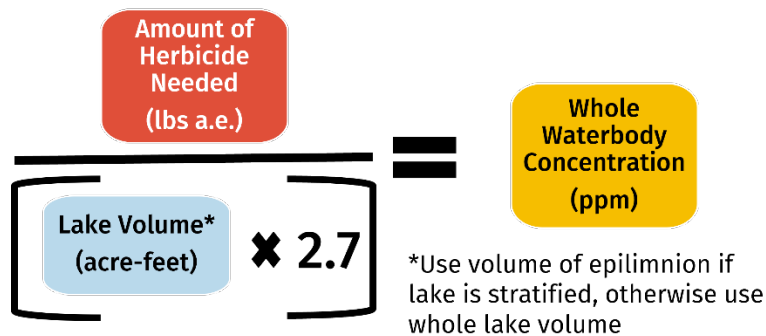 Amount of
Herbicide
Needed
(lbs a.e.)
=
Whole
Waterbody
Concentration
(ppm)
[
Lake Volume*
(acre-feet)
✖ 2.7
]
*Use volume of epilimnion if
lake is stratified, otherwise use
whole lake volume